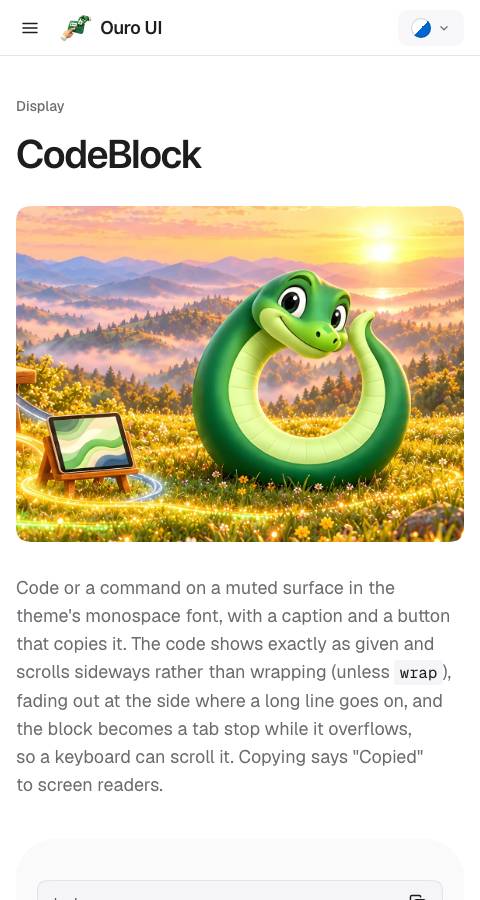 Ouro UI
Display
CodeBlock
Code or a command on a muted surface in the
theme's monospace font, with a caption and a button
that copies it. The code shows exactly as given and
scrolls sideways rather than wrapping (unless wrap),
fading out at the side where a long line goes on, and
the block becomes a tab stop while it overflows,
so a keyboard can scroll it. Copying says "Copied"
to screen readers.